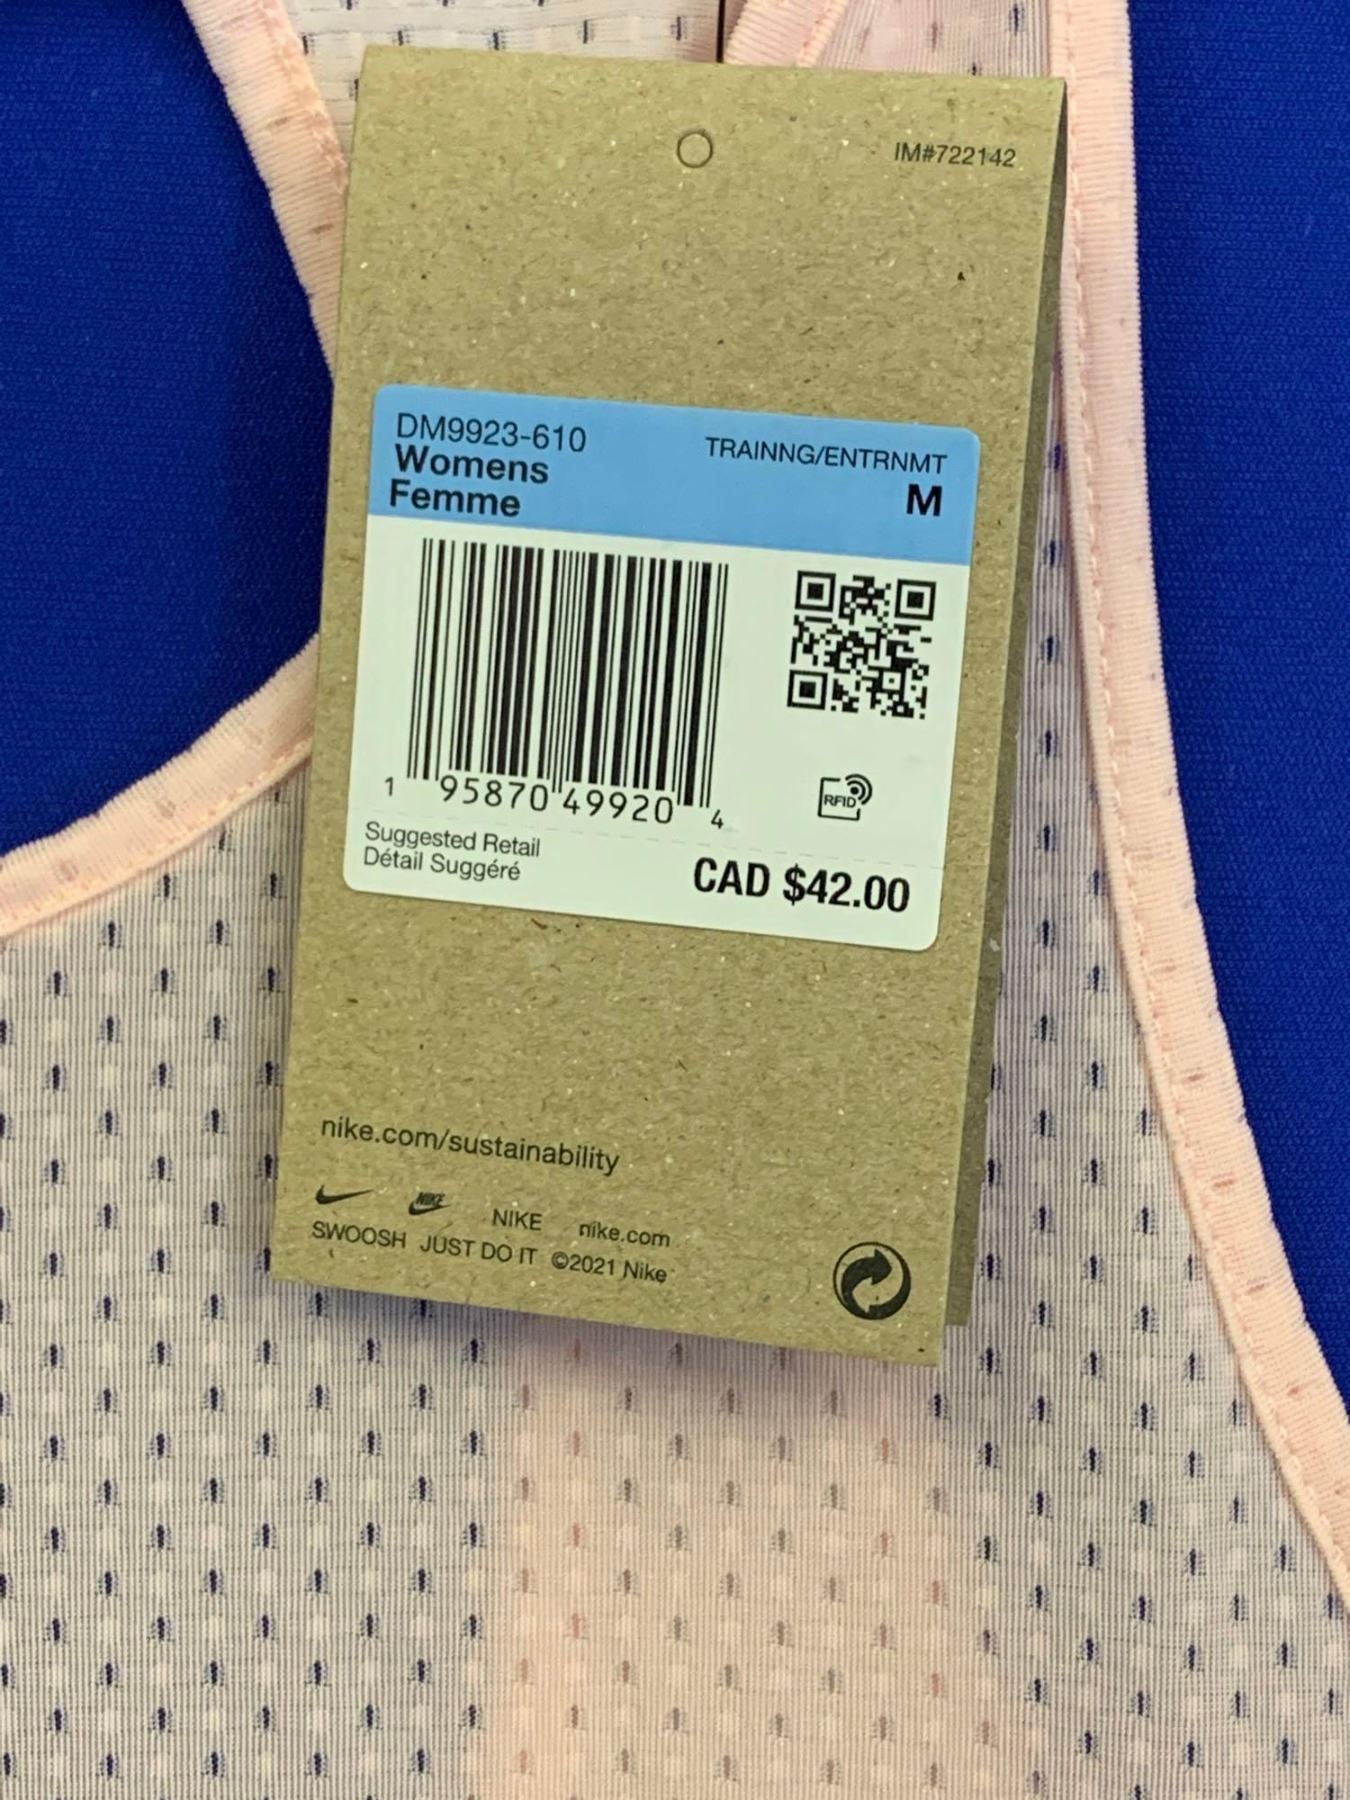 IM#722142
DM9923-610
TRAINNG/ENTRNMT
Womens
M
Femme
1 95870 49920 4
RFID
Suggested Retail
Détail Suggéré
CAD $42.00
nike.com/sustainability
NIKE NIKE nike.com
SWOOSH JUST DO IT ©2021 Nike